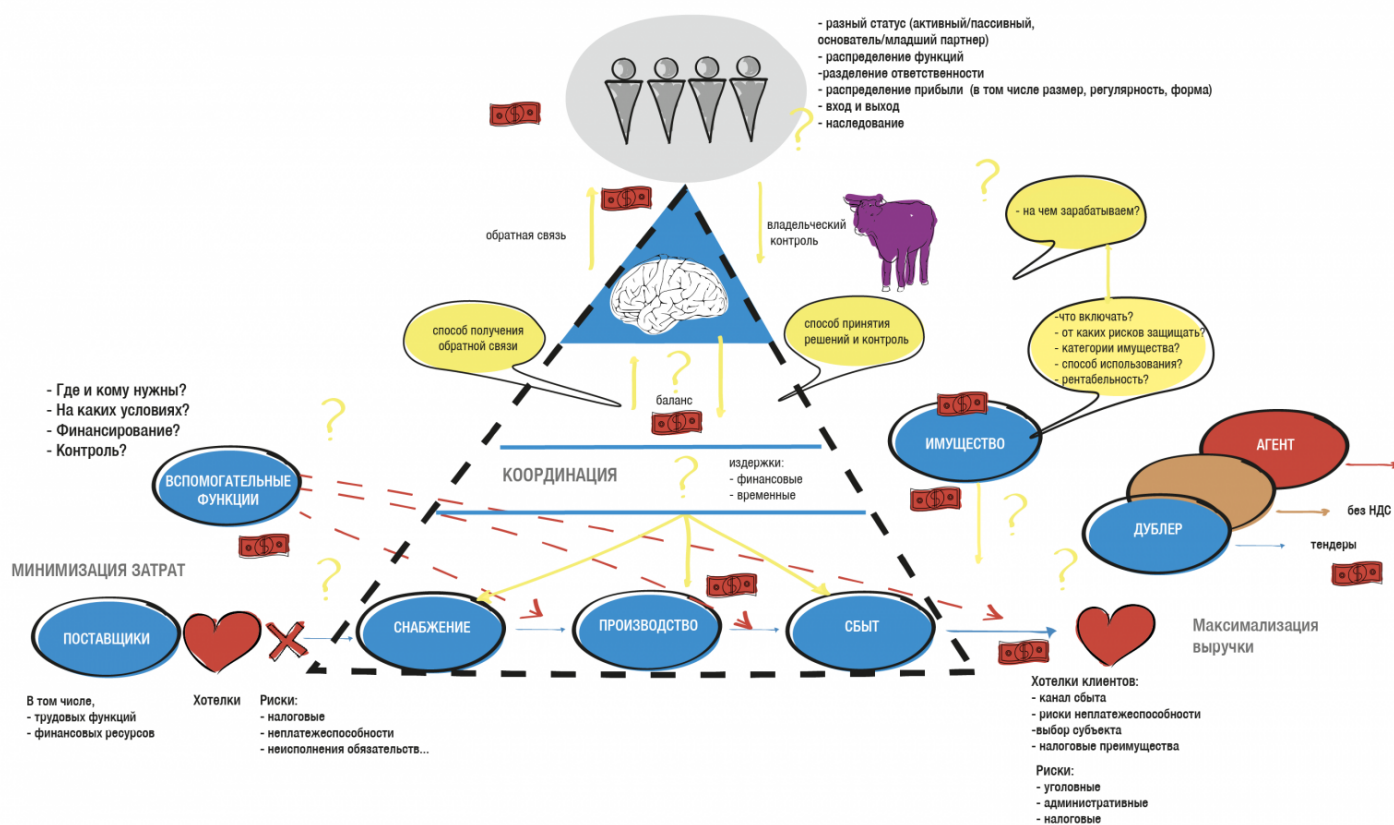 - разный статус (активный/пассивный,
основатель/младший партнер)
- распределение функций
-разделение ответственности
- распределение прибыли (в том числе размер, регулярность, форма)
- вход и выход
- наследование
обратная связь
владельческий
контроль
- на чем зарабатываем?
способ получения
обратной связи
способ принятия
решений и контроль
-что включать?
- от каких рисков защищать?
- категории имущества?
- способ использования?
- рентабельность?
баланс
- Где и кому нужны?
- На каких условиях?
- Финансирование?
- Контроль?
ВСПОМОГАТЕЛЬНЫЕ
ФУНКЦИИ
КООРДИНАЦИЯ
издержки:
- финансовые
- временные
ИМУЩЕСТВО
АГЕНТ
без НДС
ДУБЛЕР
тендеры
МИНИМИЗАЦИЯ ЗАТРАТ
ПОСТАВЩИКИ
СНАБЖЕНИЕ
ПРОИЗВОДСТВО
СБЫТ
Максимализация
выручки
В том числе,
- трудовых функций
- финансовых ресурсов
Хотелки
Риски:
- налоговые
- неплатежеспособности
- неисполнения обязательств...
Хотелки клиентов:
- канал сбыта
- риски неплатежеспособности
-выбор субъекта
- налоговые преимущества
Риски:
- уголовные
- административные
- налоговые